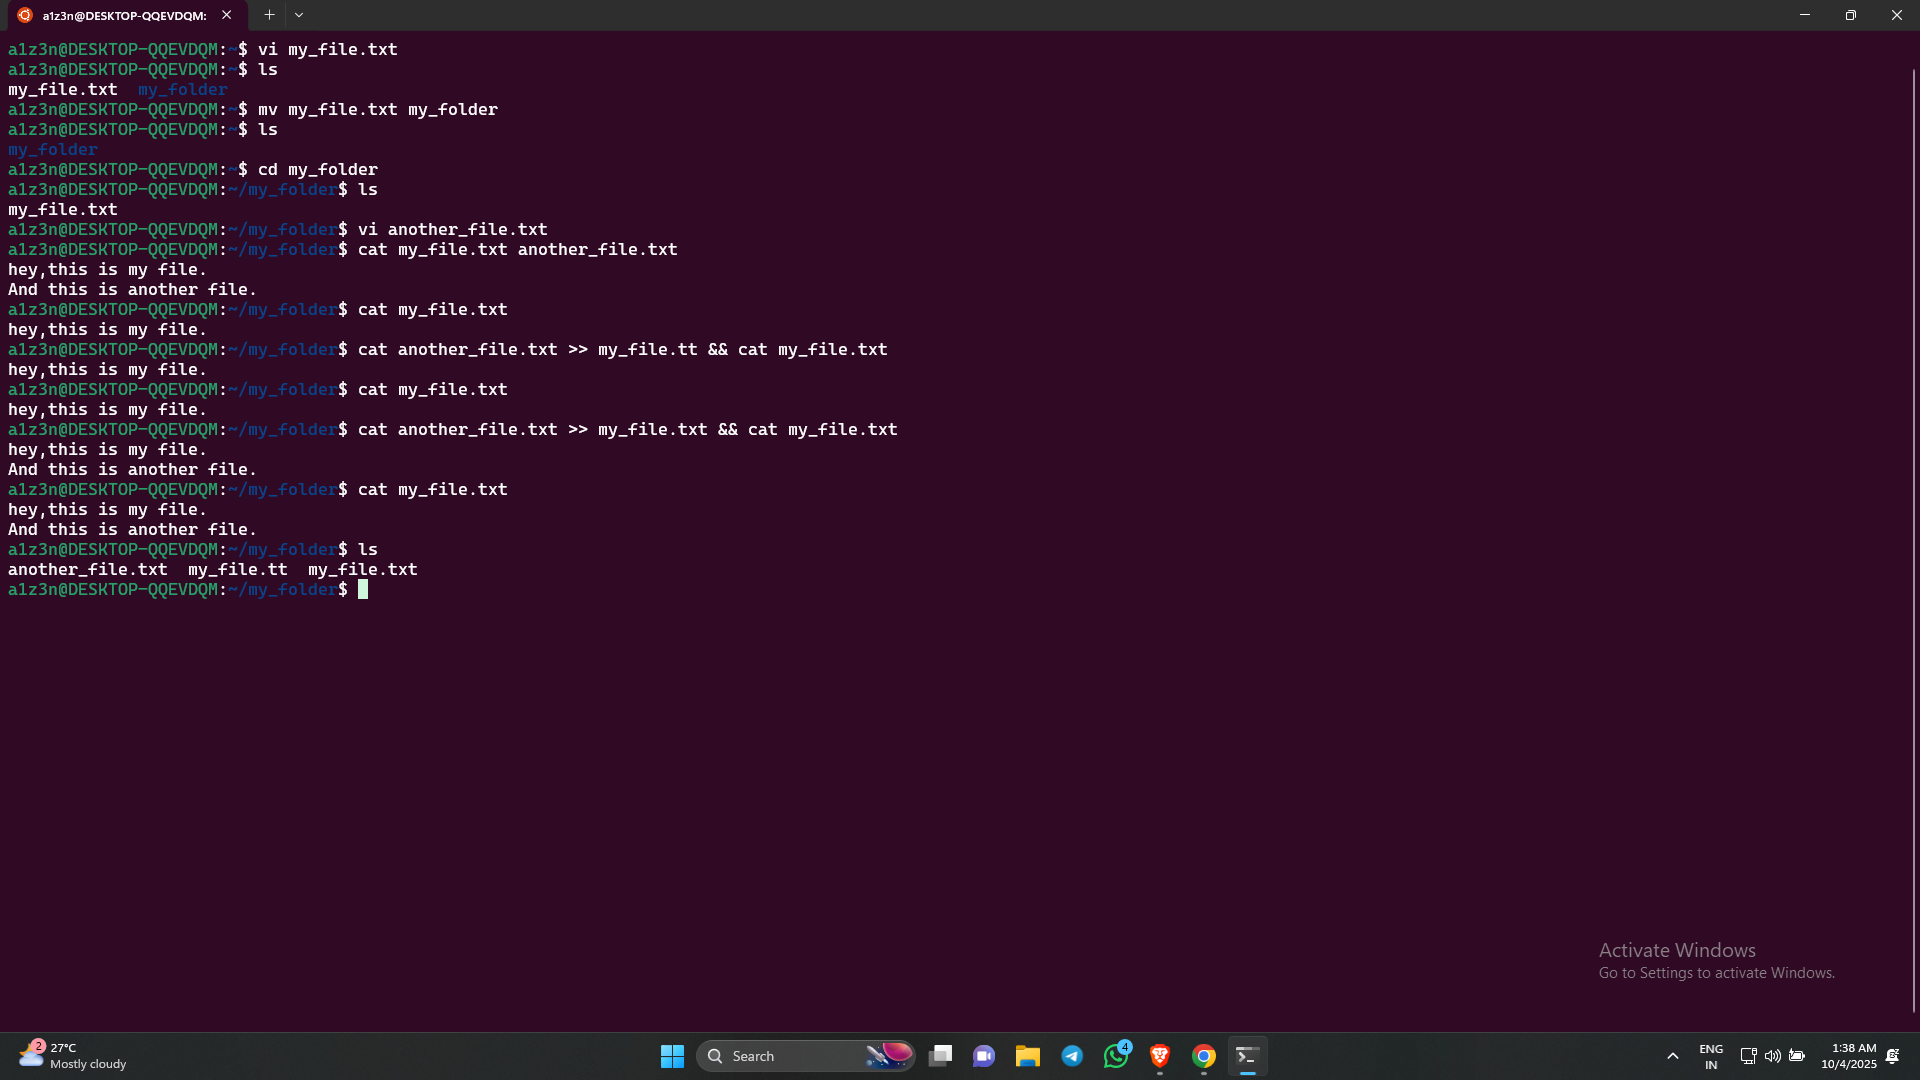 a1z3n@DESKTOP-QQEVDQM:
a1z3n@DESKTOP-QQEVDQM:~$ vi my_file.txt
a1z3n@DESKTOP-QQEVDQM:~$ ls
my_file.txt  my_folder
a1z3n@DESKTOP-QQEVDQM:~$ mv my_file.txt my_folder
a1z3n@DESKTOP-QQEVDQM:~$ ls
my_folder
a1z3n@DESKTOP-QQEVDQM:~$ cd my_folder
a1z3n@DESKTOP-QQEVDQM:~/my_folder$ ls
my_file.txt
a1z3n@DESKTOP-QQEVDQM:~/my_folder$ vi another_file.txt
a1z3n@DESKTOP-QQEVDQM:~/my_folder$ cat my_file.txt another_file.txt
hey,this is my file.
And this is another file.
a1z3n@DESKTOP-QQEVDQM:~/my_folder$ cat my_file.txt
hey,this is my file.
a1z3n@DESKTOP-QQEVDQM:~/my_folder$ cat another_file.txt >> my_file.tt && cat my_file.txt
hey,this is my file.
a1z3n@DESKTOP-QQEVDQM:~/my_folder$ cat my_file.txt
hey,this is my file.
a1z3n@DESKTOP-QQEVDQM:~/my_folder$ cat another_file.txt >> my_file.txt && cat my_file.txt
hey,this is my file.
And this is another file.
a1z3n@DESKTOP-QQEVDQM:~/my_folder$ cat my_file.txt
hey,this is my file.
And this is another file.
a1z3n@DESKTOP-QQEVDQM:~/my_folder$ ls
another_file.txt  my_file.tt  my_file.txt
a1z3n@DESKTOP-QQEVDQM:~/my_folder$
Activate Windows
Go to Settings to activate Windows.
2
27°C
Mostly cloudy
Search
4
ENG
IN
1:38 AM
10/4/2025